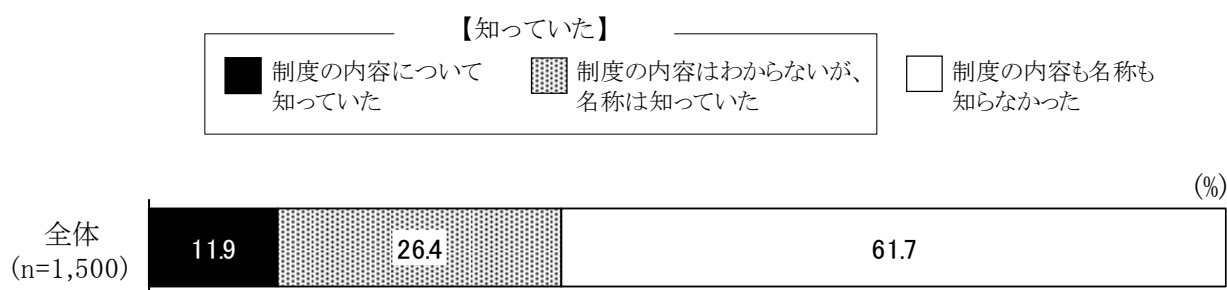 【知っていた】
制度の内容について
知っていた
制度の内容はわからないが、
名称は知っていた
制度の内容も名称も
知らなかった
(%)
全体
(n=1,500)
11.9
26.4
61.7